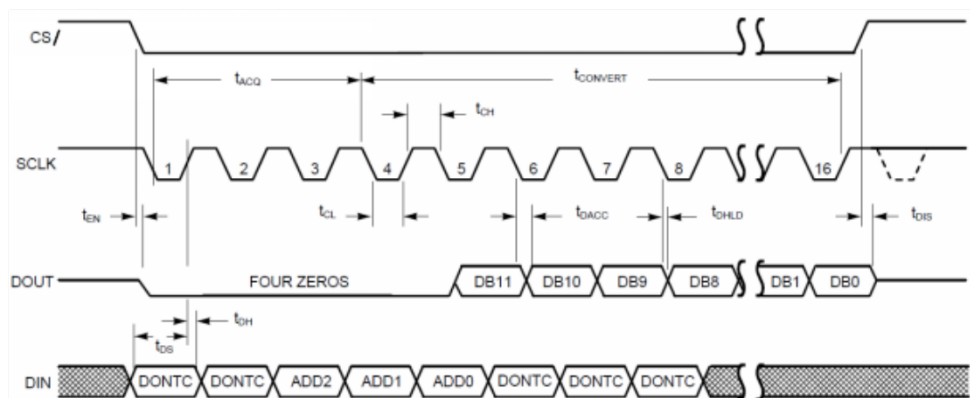 CS/
tACQ
tCONVERT
tCH
SCLK
1 2 3 4 5 6 7 8 16
tEN
tCL
tDACC
tDHLD
tDIS
DOUT
FOUR ZEROS
DB11 DB10 DB9 DB8 DB1 DB0
tDH
tDS
DIN
DONTC DONTC ADD2 ADD1 ADD0 DONTC DONTC DONTC